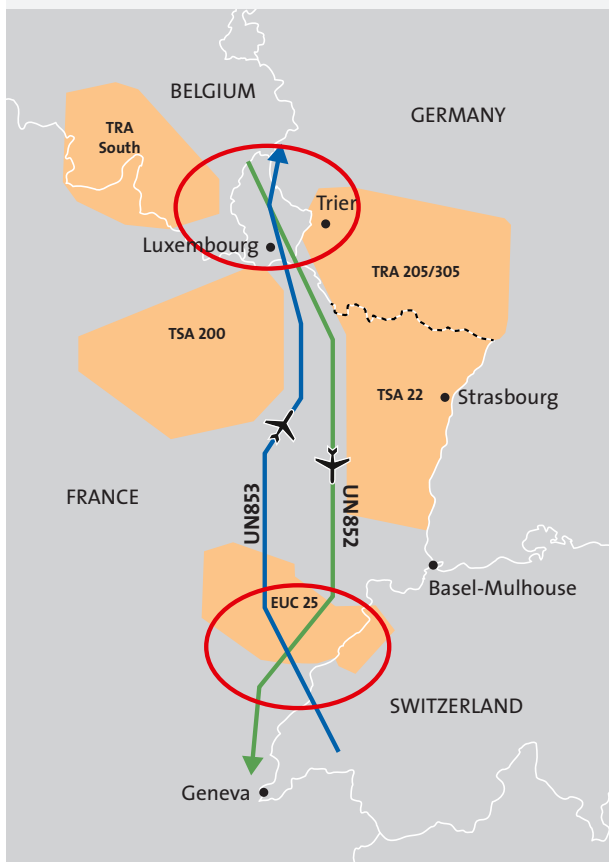 BELGIUM
GERMANY
TRA
South
Trier
Luxembourg
TRA 205/305
TSA 200
TSA 22
Strasbourg
FRANCE
UN853
UN852
Basel-Mulhouse
EUC 25
SWITZERLAND
Geneva